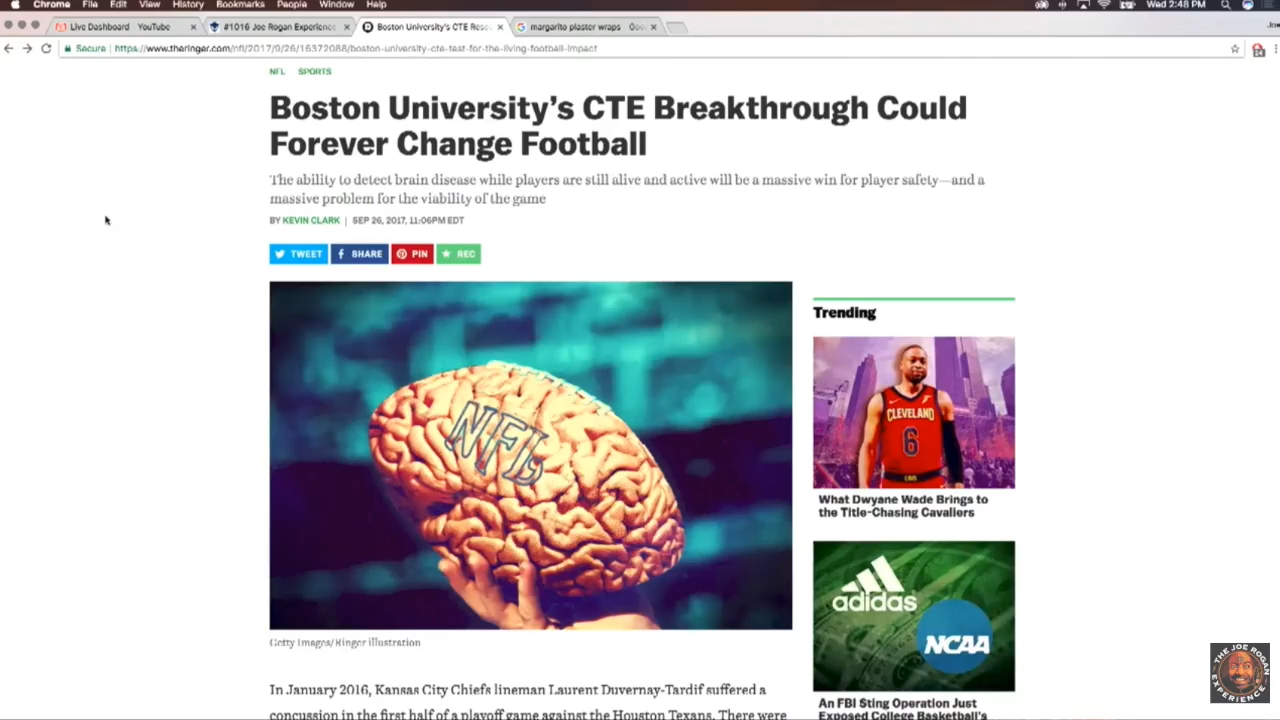 Chrome File Edit View History Bookmarks People Window Help
Wed 2:48 PM
Live Dashboard - YouTube
#1016 Joe Rogan Experience
Boston University's CTE Rese
margarito plaster wraps - Goo
Secure https://www.theringer.com/nfl/2017/9/26/16372088/boston-university-cte-test-for-the-living-football-impact
NFL SPORTS
Boston University's CTE Breakthrough Could
Forever Change Football
The ability to detect brain disease while players are still alive and active will be a massive win for player safety—and a
massive problem for the viability of the game
BY KEVIN CLARK | SEP 26, 2017, 11:06PM EDT
TWEET SHARE PIN REC
NFL
Getty Images/Ringer illustration
In January 2016, Kansas City Chiefs lineman Laurent Duvernay-Tardif suffered a
concussion in the first half of a playoff game against the Houston Texans. There were
Trending
CLEVELAND
6
What Dwyane Wade Brings to
the Title-Chasing Cavaliers
adidas
NCAA
An FBI Sting Operation Just
Exposed College Basketball's
THE JOE ROGAN
EXPERIENCE